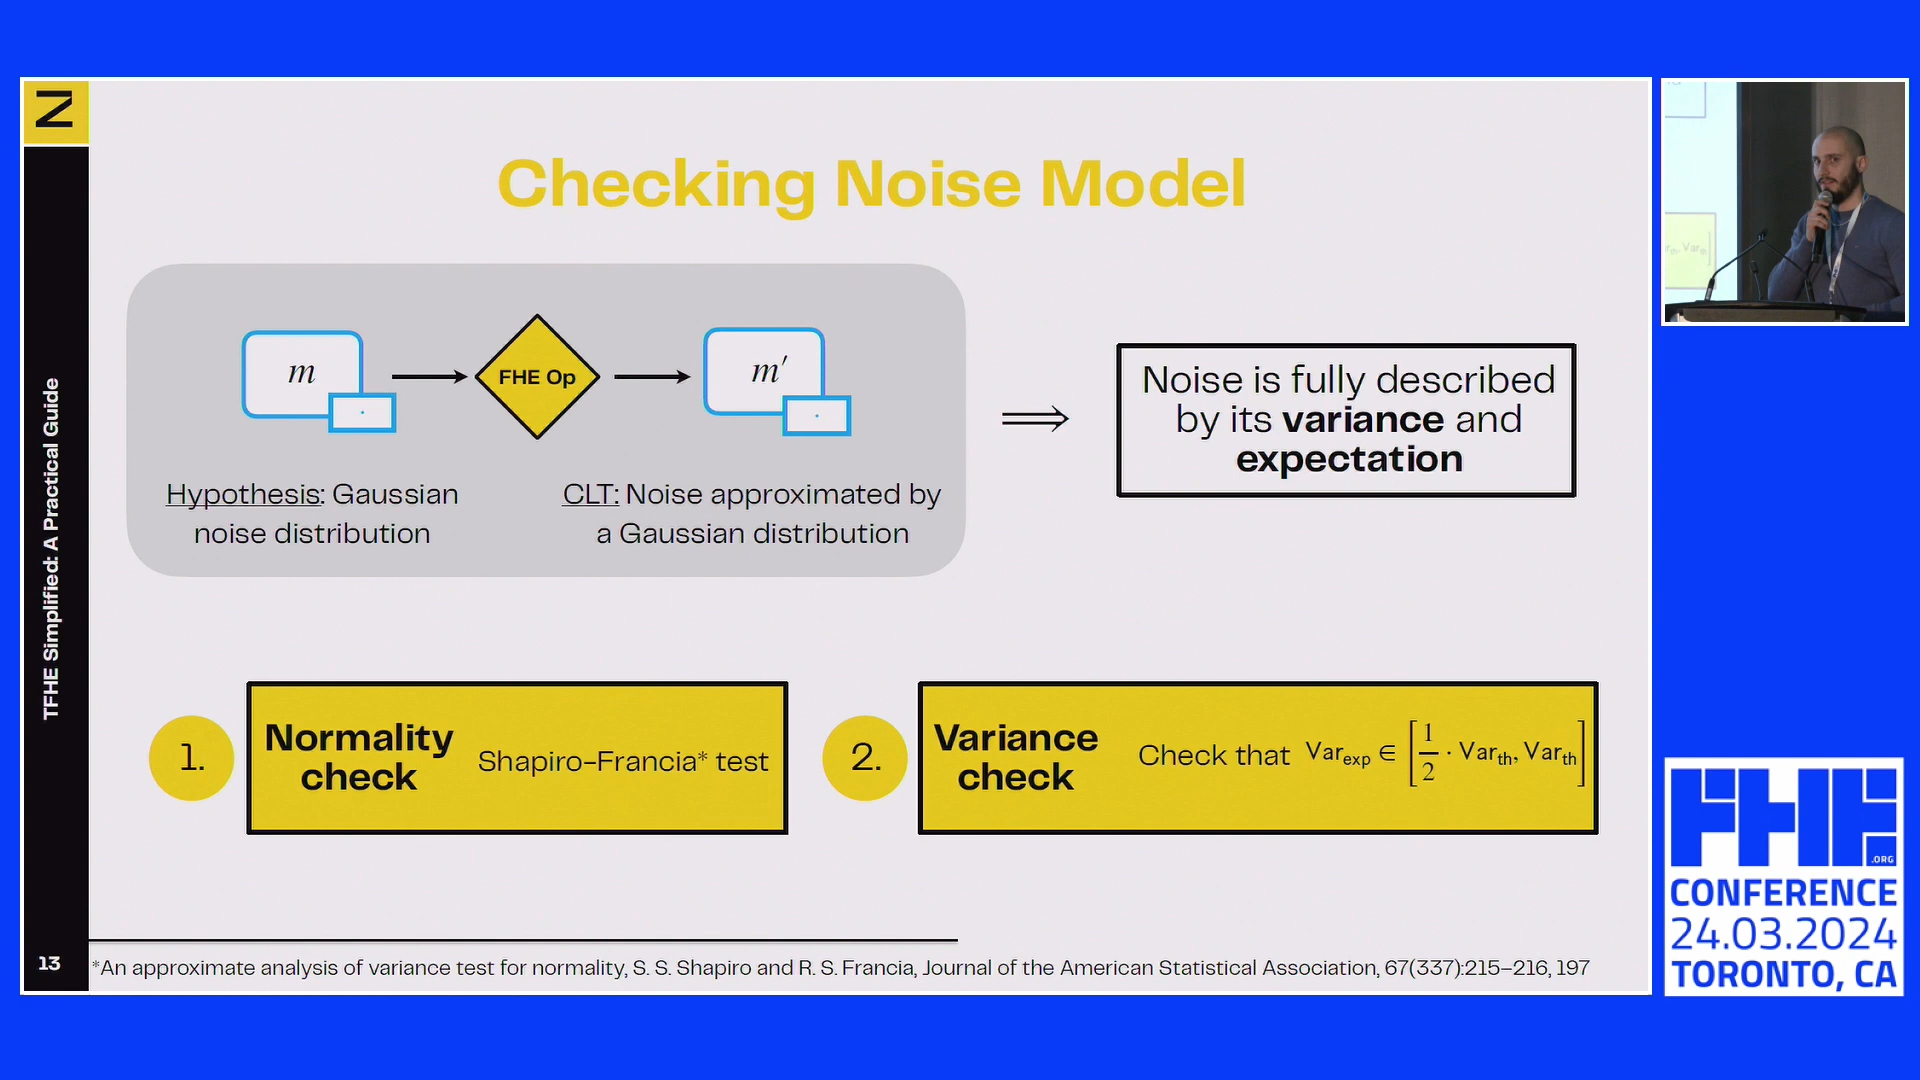 N
TFHE Simplified: A Practical Guide
13
Checking Noise Model
m
FHE Op
m′
Hypothesis: Gaussian
noise distribution
CLT: Noise approximated by
a Gaussian distribution
⟹
Noise is fully described
by its variance and
expectation
1.
Normality
check
Shapiro–Francia* test
2.
Variance
check
Check that Var_exp ∈ [1/2 · Var_th, Var_th]
*An approximate analysis of variance test for normality, S. S. Shapiro and R. S. Francia, Journal of the American Statistical Association, 67(337):215–216, 197
FHE
.ORG
CONFERENCE
24.03.2024
TORONTO, CA